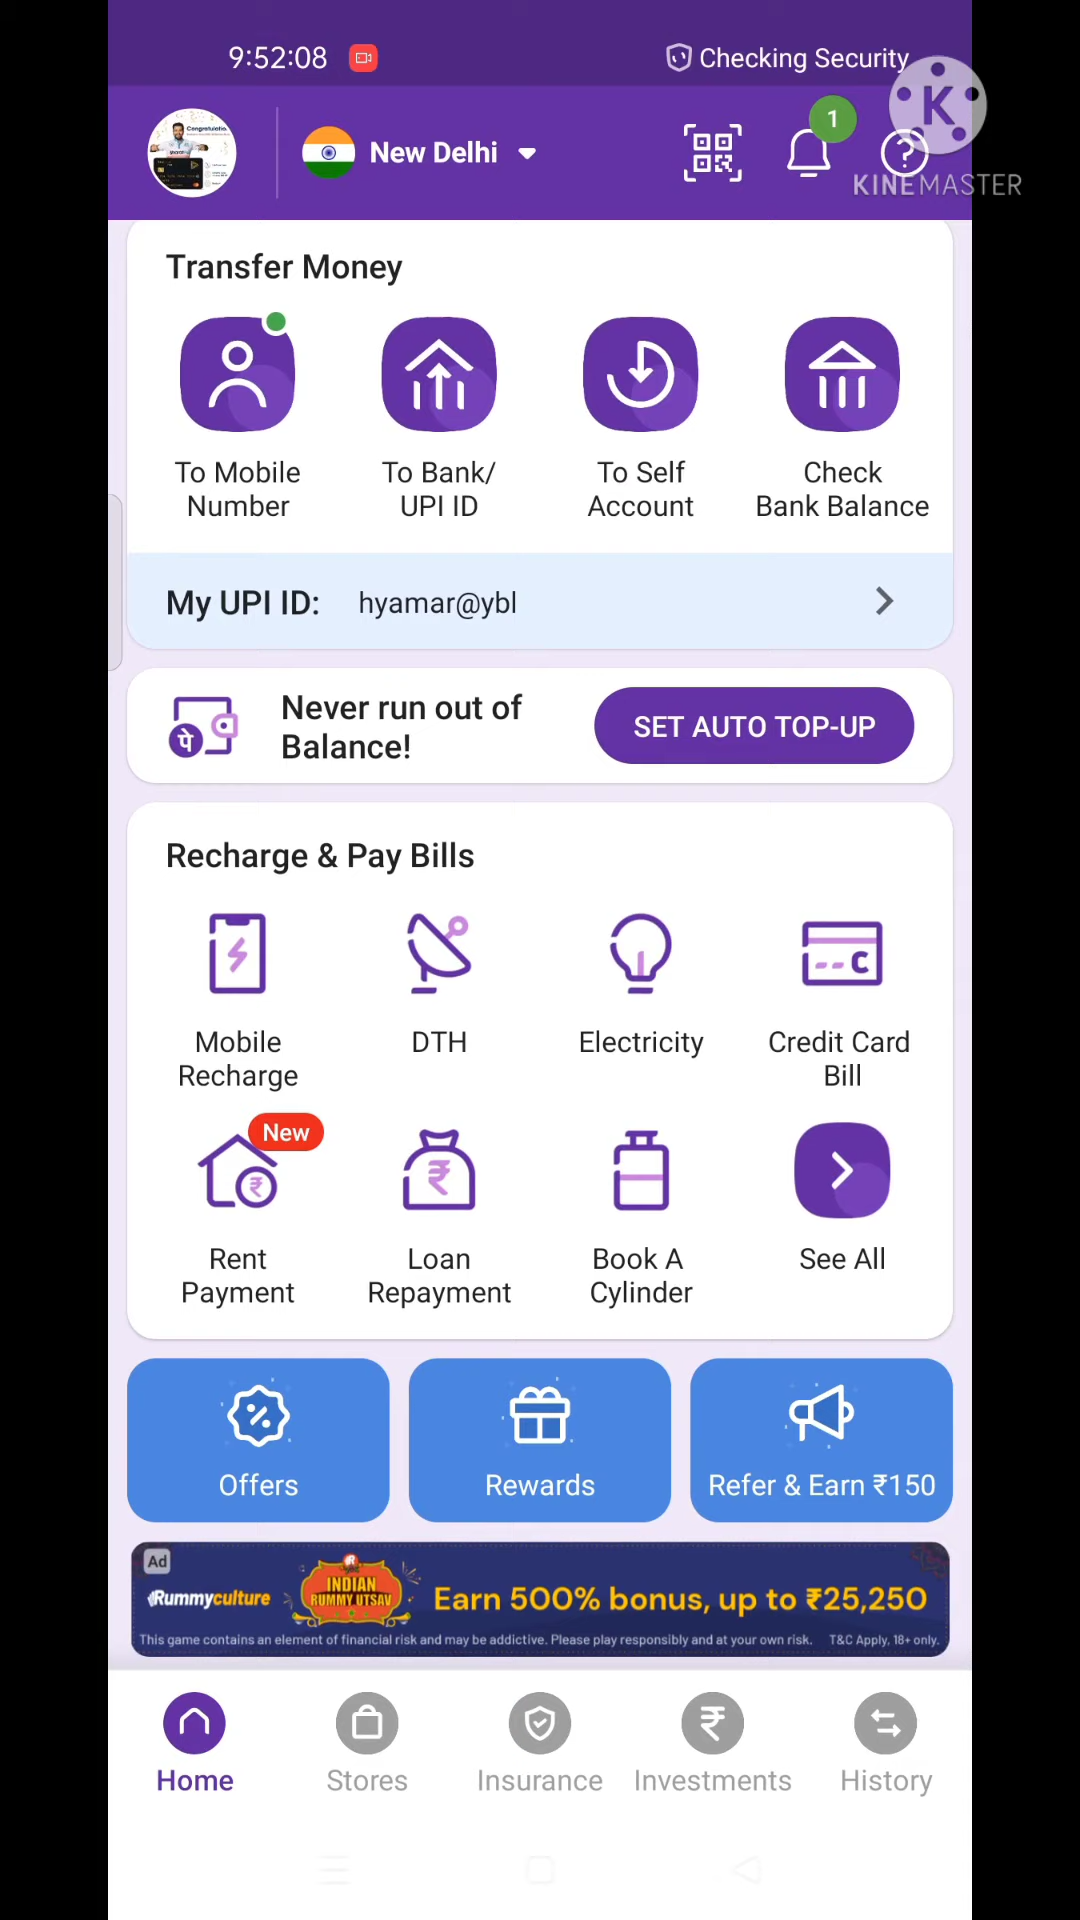 9:52:08
Checking Security
K
KINEMASTER
Congratulatio
New Delhi
1
?
Transfer Money
To Mobile
Number
To Bank/
UPI ID
To Self
Account
Check
Bank Balance
My UPI ID: hyamar@ybl
पे
Never run out of
Balance!
SET AUTO TOP-UP
Recharge & Pay Bills
Mobile
Recharge
DTH
Electricity
C
Credit Card
Bill
New
₹
Rent
Payment
₹
Loan
Repayment
Book A
Cylinder
See All
%
Offers
Rewards
Refer & Earn ₹150
Ad
Rummyculture
R
INDIAN
RUMMY UTSAV
Earn 500% bonus, up to ₹25,250
This game contains an element of financial risk and may be addictive. Please play responsibly and at your own risk. T&C Apply, 18+ only.
Home
Stores
Insurance
₹
Investments
History